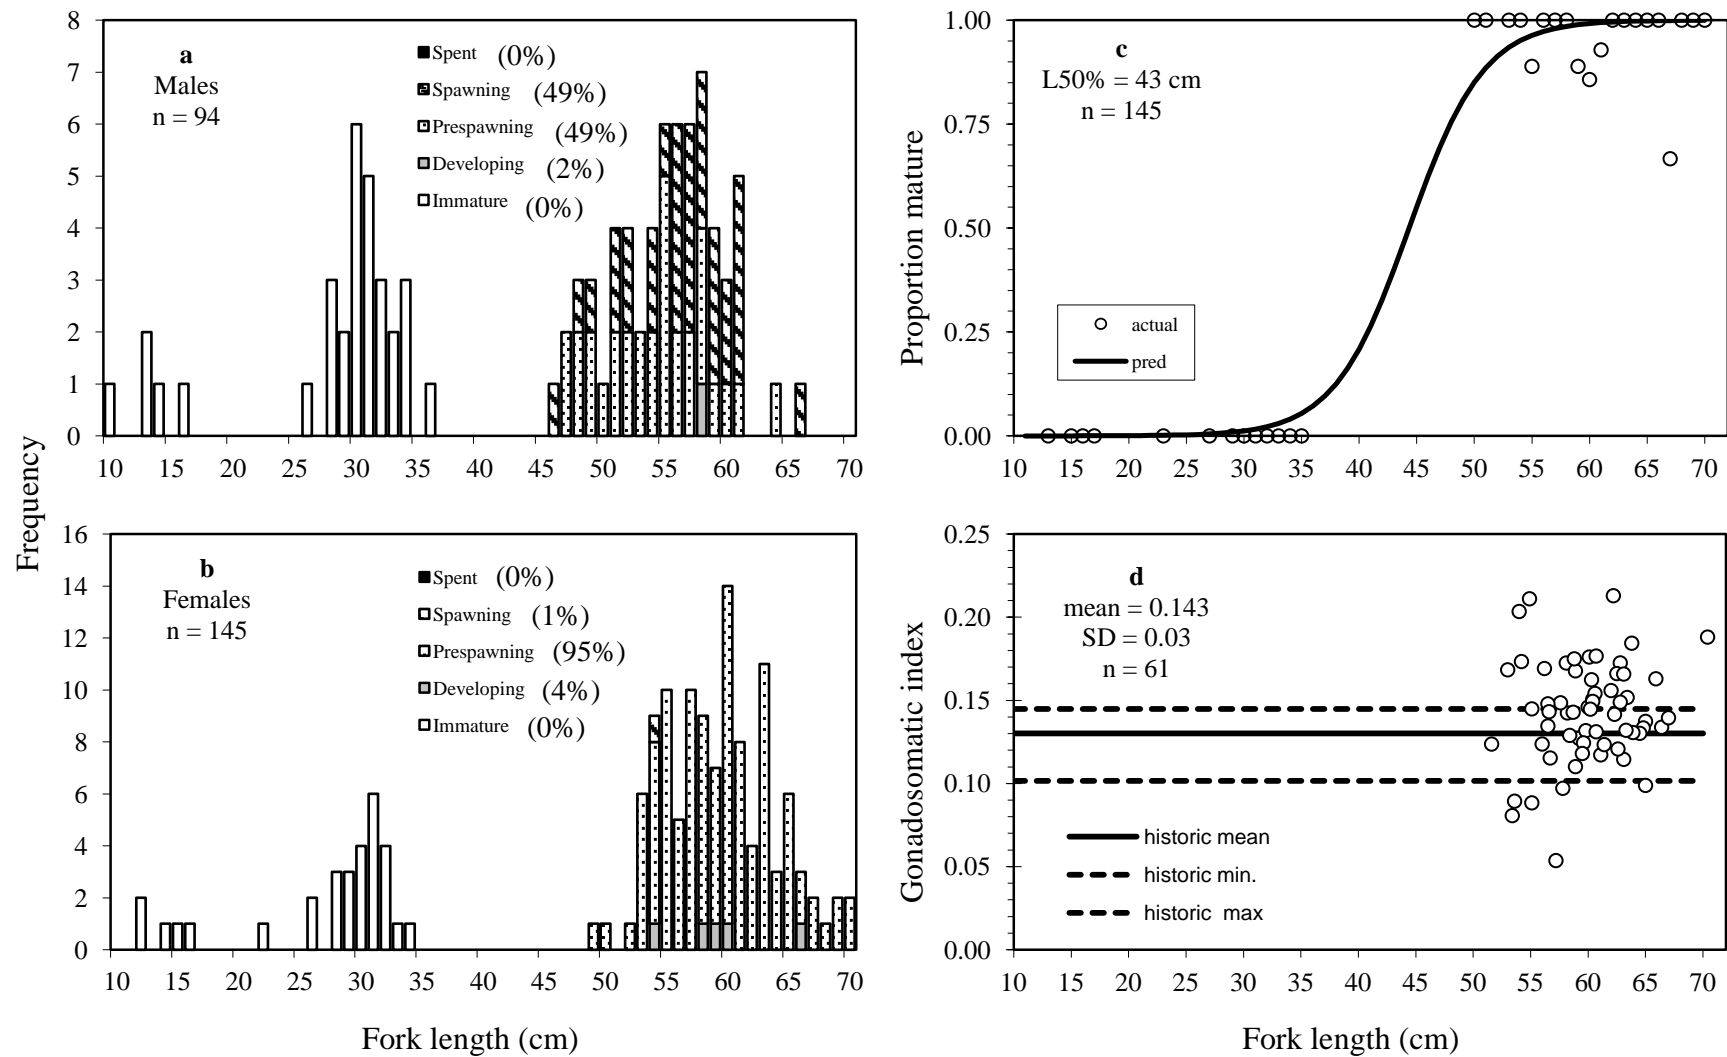 a
Males
n = 94
Spent (0%)
Spawning (49%)
Prespawning (49%)
Developing (2%)
Immature (0%)
8
7
6
5
4
3
2
1
0
10 15 20 25 30 35 40 45 50 55 60 65 70
Frequency
b
Females
n = 145
Spent (0%)
Spawning (1%)
Prespawning (95%)
Developing (4%)
Immature (0%)
16
14
12
10
8
6
4
2
0
10 15 20 25 30 35 40 45 50 55 60 65 70
Fork length (cm)
c
L50% = 43 cm
n = 145
1.00
0.75
0.50
0.25
0.00
Proportion mature
actual
pred
10 15 20 25 30 35 40 45 50 55 60 65 70
d
mean = 0.143
SD = 0.03
n = 61
0.25
0.20
0.15
0.10
0.05
0.00
Gonadosomatic index
historic mean
historic min.
historic max
10 15 20 25 30 35 40 45 50 55 60 65 70
Fork length (cm)